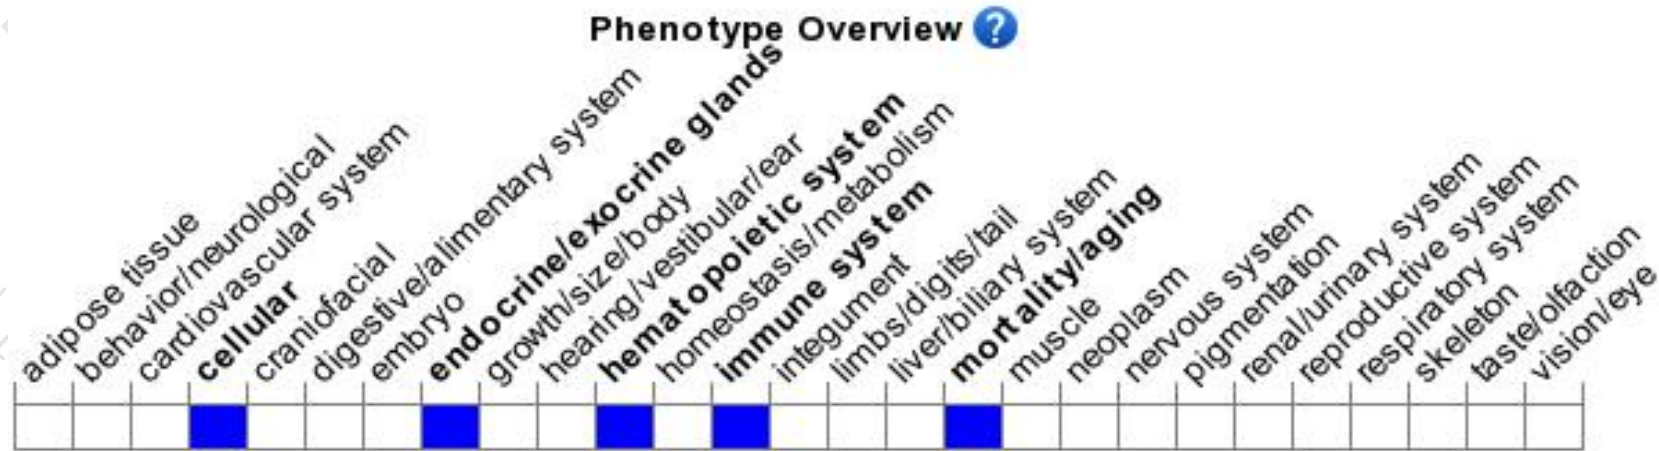 Phenotype Overview ?
adipose tissue
behavior/neurological
cardiovascular system
cellular
craniofacial
digestive/alimentary system
embryo
endocrine/exocrine glands
growth/size/body
hearing/vestibular/ear
hematopoietic system
homeostasis/metabolism
immune system
integument
limbs/digits/tail
liver/biliary system
mortality/aging
muscle
neoplasm
nervous system
pigmentation
renal/urinary system
reproductive system
respiratory system
skeleton
taste/olfaction
vision/eye